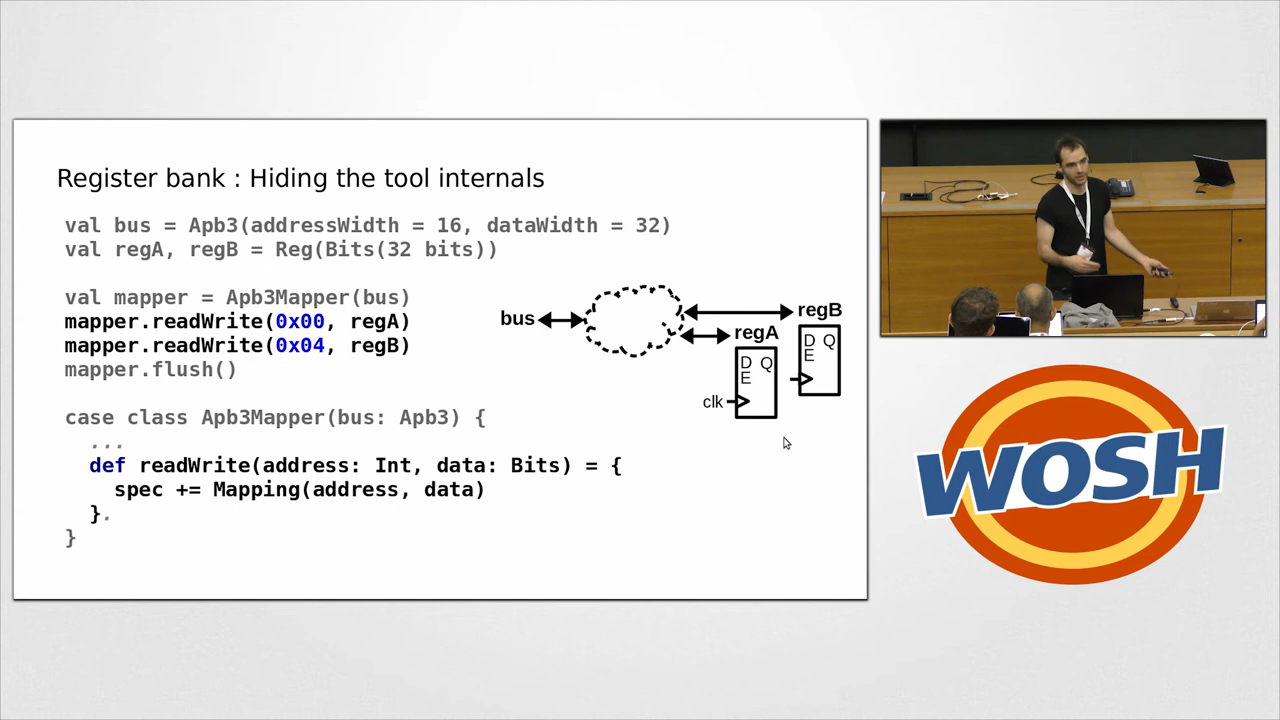 Register bank : Hiding the tool internals
val bus = Apb3(addressWidth = 16, dataWidth = 32)
val regA, regB = Reg(Bits(32 bits))
val mapper = Apb3Mapper(bus)
mapper.readWrite(0x00, regA)
mapper.readWrite(0x04, regB)
mapper.flush()
case class Apb3Mapper(bus: Apb3) {
...
def readWrite(address: Int, data: Bits) = {
spec += Mapping(address, data)
}.
}
bus
regB
regA
D Q
E
D Q
E
clk
WOSH